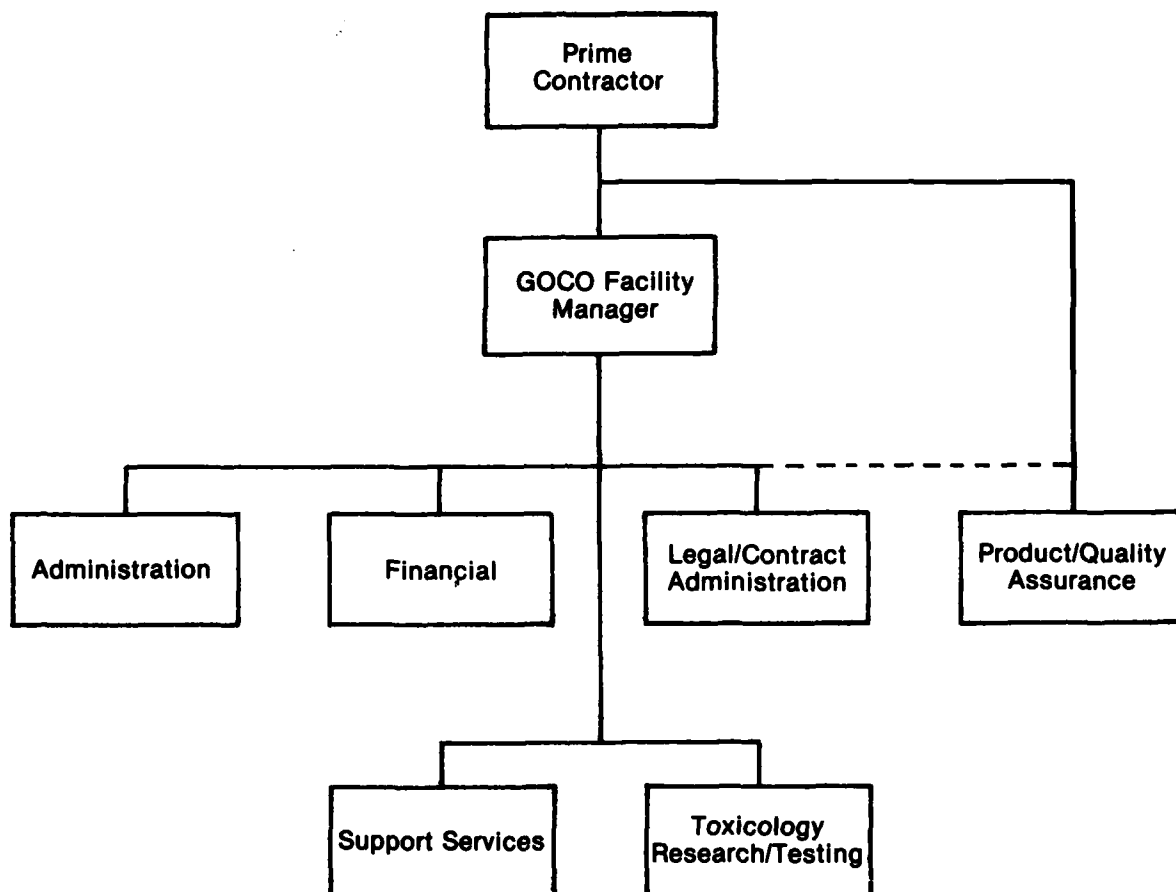 Prime
Contractor
GOCO Facility
Manager
Administration
Financial
Legal/Contract
Administration
Product/Quality
Assurance
Support Services
Toxicology
Research/Testing